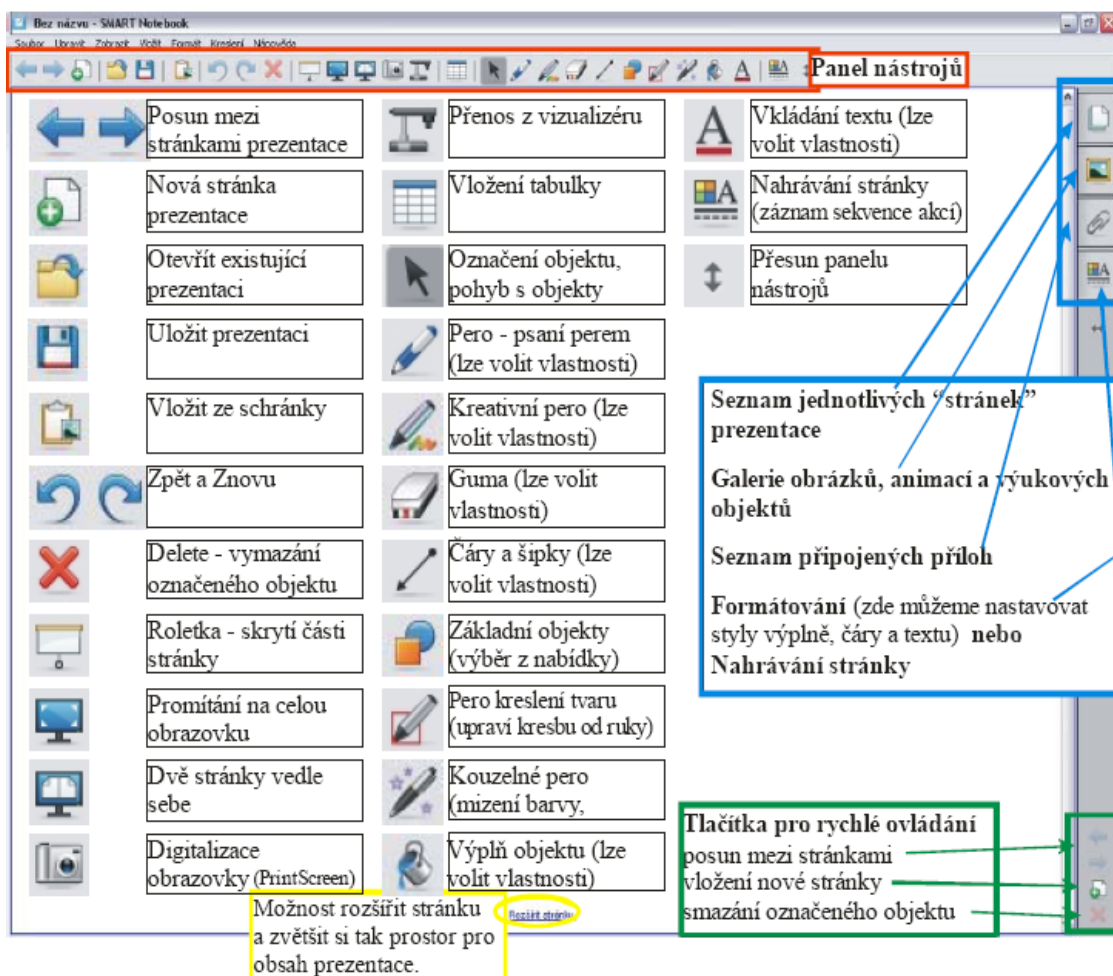 Bez názvu - SMART Notebook
Soubor Upravit Zobrazit Vložit Formát Kreslení Nápověda
Panel nástrojů
Posun mezi
stránkami prezentace
Nová stránka
prezentace
Otevřít existující
prezentaci
Uložit prezentaci
Vložit ze schránky
Zpět a Znovu
Delete - vymazání
označeného objektu
Roletka - skrytí části
stránky
Promítání na celou
obrazovku
Dvě stránky vedle
sebe
Digitalizace
obrazovky (PrintScreen)
Přenos z vizualizéru
Vložení tabulky
Označení objektu,
pohyb s objekty
Pero - psaní perem
(lze volit vlastnosti)
Kreativní pero (lze
volit vlastnosti)
Guma (lze volit
vlastnosti)
Čáry a šipky (lze
volit vlastnosti)
Základní objekty
(výběr z nabídky)
Pero kreslení tvaru
(upraví kresbu od ruky)
Kouzelné pero
(mizení barvy,
Výplň objektu (lze
volit vlastnosti)
Vkládání textu (lze
volit vlastnosti)
Nahrávání stránky
(záznam sekvence akcí)
Přesun panelu
nástrojů
Seznam jednotlivých “stránek”
prezentace
Galerie obrázků, animací a výukových
objektů
Seznam připojených příloh
Formátování (zde můžeme nastavovat
styly výplně, čáry a textu) nebo
Nahrávání stránky
Tlačítka pro rychlé ovládání
posun mezi stránkami
vložení nové stránky
smazání označeného objektu
Možnost rozšířit stránku
a zvětšit si tak prostor pro
obsah prezentace.
Rozšířit stránku